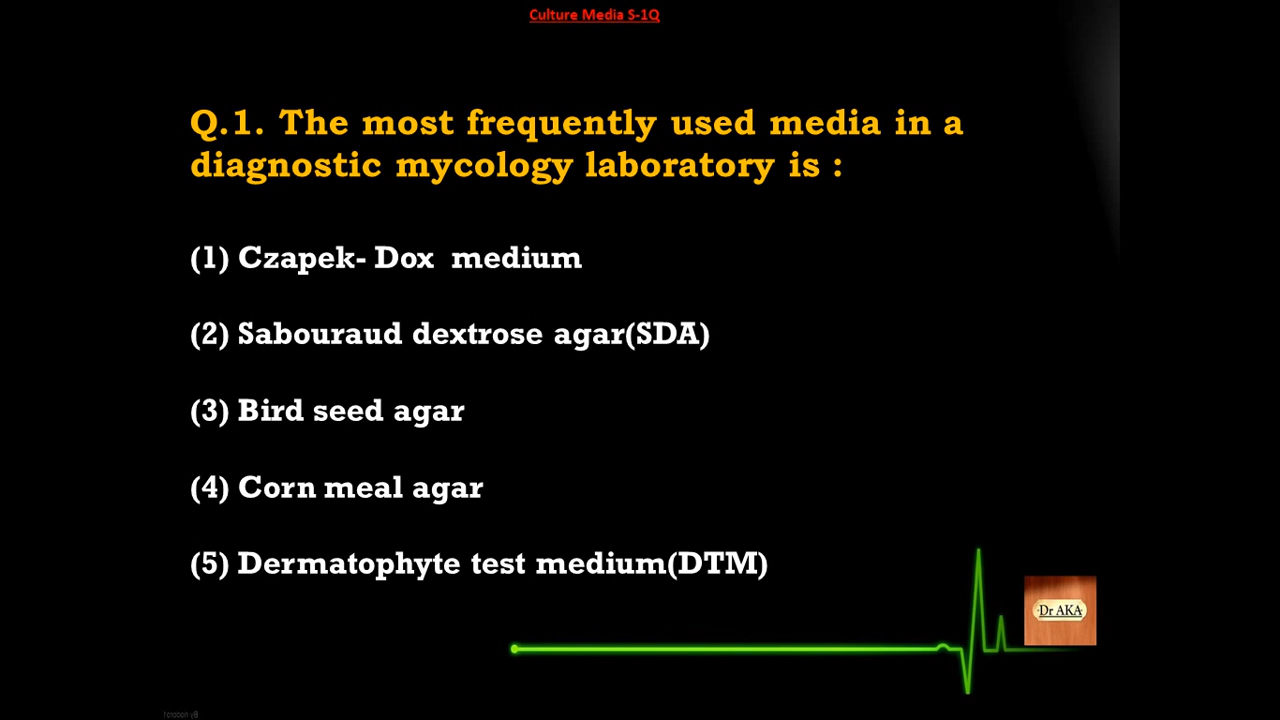 Culture Media S-1Q
Q.1. The most frequently used media in a
diagnostic mycology laboratory is :
(1) Czapek- Dox  medium
(2) Sabouraud dextrose agar(SDA)
(3) Bird seed agar
(4) Corn meal agar
(5) Dermatophyte test medium(DTM)
Dr AKA